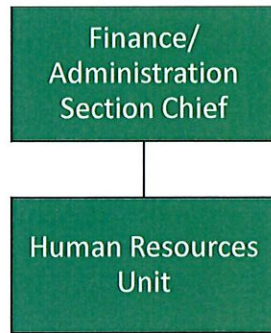 Finance/
Administration
Section Chief
Human Resources
Unit